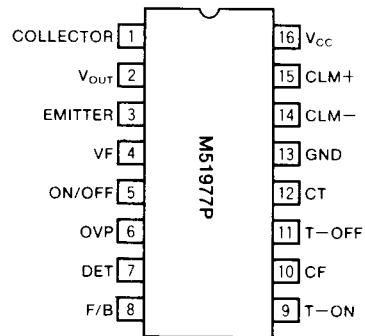 COLLECTOR 1
VOUT 2
EMITTER 3
VF 4
ON/OFF 5
OVP 6
DET 7
F/B 8
M51977P
16 VCC
15 CLM+
14 CLM−
13 GND
12 CT
11 T−OFF
10 CF
9 T−ON